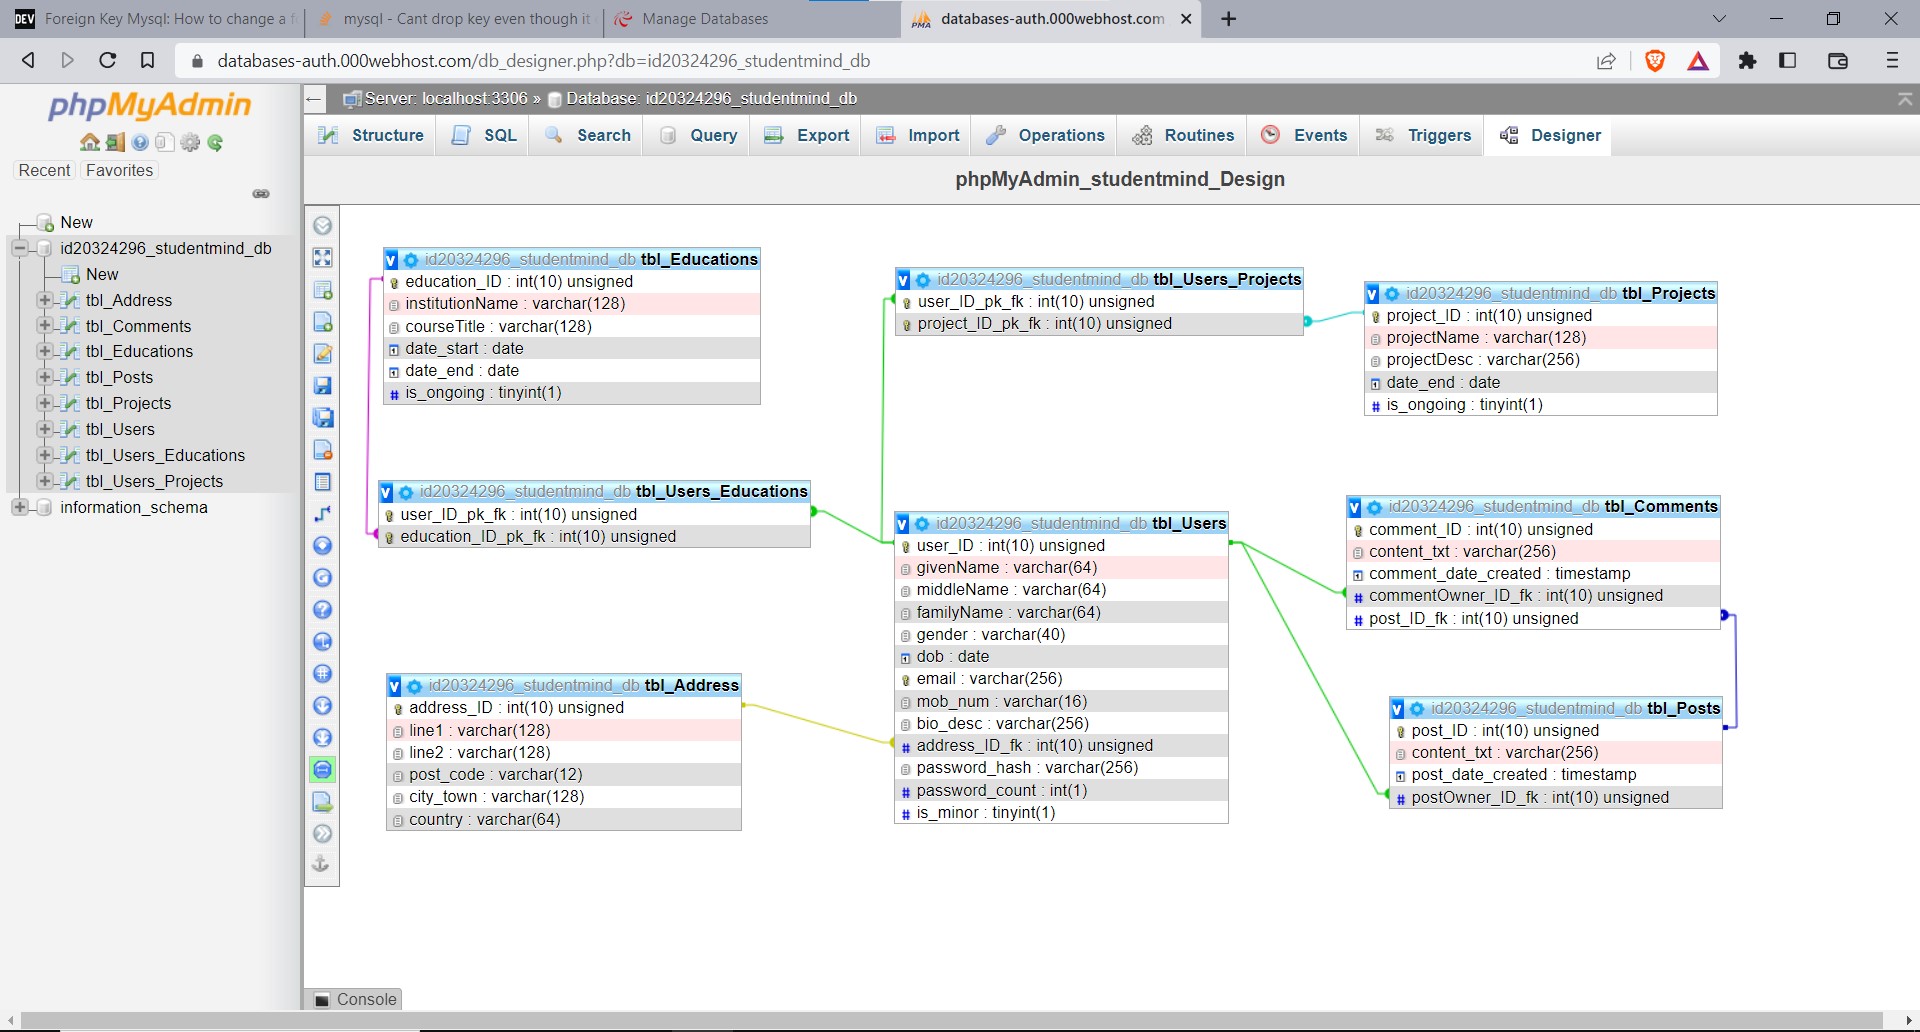 DEV Foreign Key Mysql: How to change a f
mysql - Cant drop key even though it
Manage Databases
PMA databases-auth.000webhost.com
databases-auth.000webhost.com/db_designer.php?db=id20324296_studentmind_db
phpMyAdmin
Recent Favorites
New
id20324296_studentmind_db
New
tbl_Address
tbl_Comments
tbl_Educations
tbl_Posts
tbl_Projects
tbl_Users
tbl_Users_Educations
tbl_Users_Projects
information_schema
Server: localhost:3306 » Database: id20324296_studentmind_db
Structure SQL Search Query Export Import Operations Routines Events Triggers Designer
phpMyAdmin_studentmind_Design
id20324296_studentmind_db tbl_Educations
education_ID : int(10) unsigned
institutionName : varchar(128)
courseTitle : varchar(128)
date_start : date
date_end : date
is_ongoing : tinyint(1)
id20324296_studentmind_db tbl_Users_Projects
user_ID_pk_fk : int(10) unsigned
project_ID_pk_fk : int(10) unsigned
id20324296_studentmind_db tbl_Projects
project_ID : int(10) unsigned
projectName : varchar(128)
projectDesc : varchar(256)
date_end : date
is_ongoing : tinyint(1)
id20324296_studentmind_db tbl_Users_Educations
user_ID_pk_fk : int(10) unsigned
education_ID_pk_fk : int(10) unsigned
id20324296_studentmind_db tbl_Users
user_ID : int(10) unsigned
givenName : varchar(64)
middleName : varchar(64)
familyName : varchar(64)
gender : varchar(40)
dob : date
email : varchar(256)
mob_num : varchar(16)
bio_desc : varchar(256)
address_ID_fk : int(10) unsigned
password_hash : varchar(256)
password_count : int(1)
is_minor : tinyint(1)
id20324296_studentmind_db tbl_Comments
comment_ID : int(10) unsigned
content_txt : varchar(256)
comment_date_created : timestamp
commentOwner_ID_fk : int(10) unsigned
post_ID_fk : int(10) unsigned
id20324296_studentmind_db tbl_Address
address_ID : int(10) unsigned
line1 : varchar(128)
line2 : varchar(128)
post_code : varchar(12)
city_town : varchar(128)
country : varchar(64)
id20324296_studentmind_db tbl_Posts
post_ID : int(10) unsigned
content_txt : varchar(256)
post_date_created : timestamp
postOwner_ID_fk : int(10) unsigned
Console